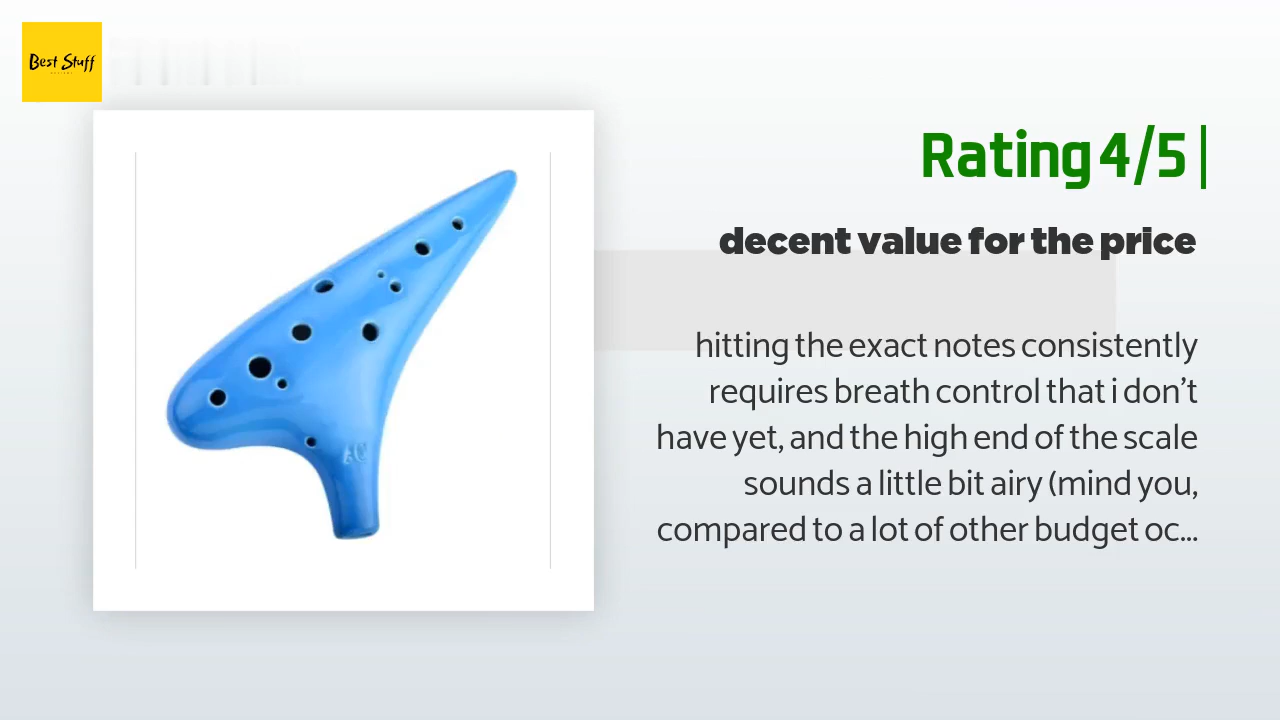 Best Stuff
Rating 4/5 |
decent value for the price
hitting the exact notes consistently
requires breath control that i don't
have yet, and the high end of the scale
sounds a little bit airy (mind you,
compared to a lot of other budget oc...